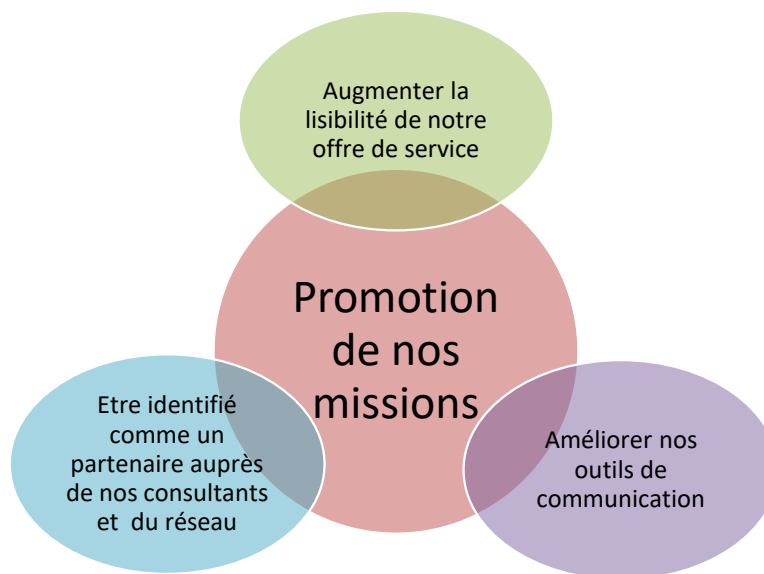 Augmenter la
lisibilité de notre
offre de service
Promotion
de nos
missions
Etre identifié
comme un
partenaire auprès
de nos consultants
et du réseau
Améliorer nos
outils de
communication